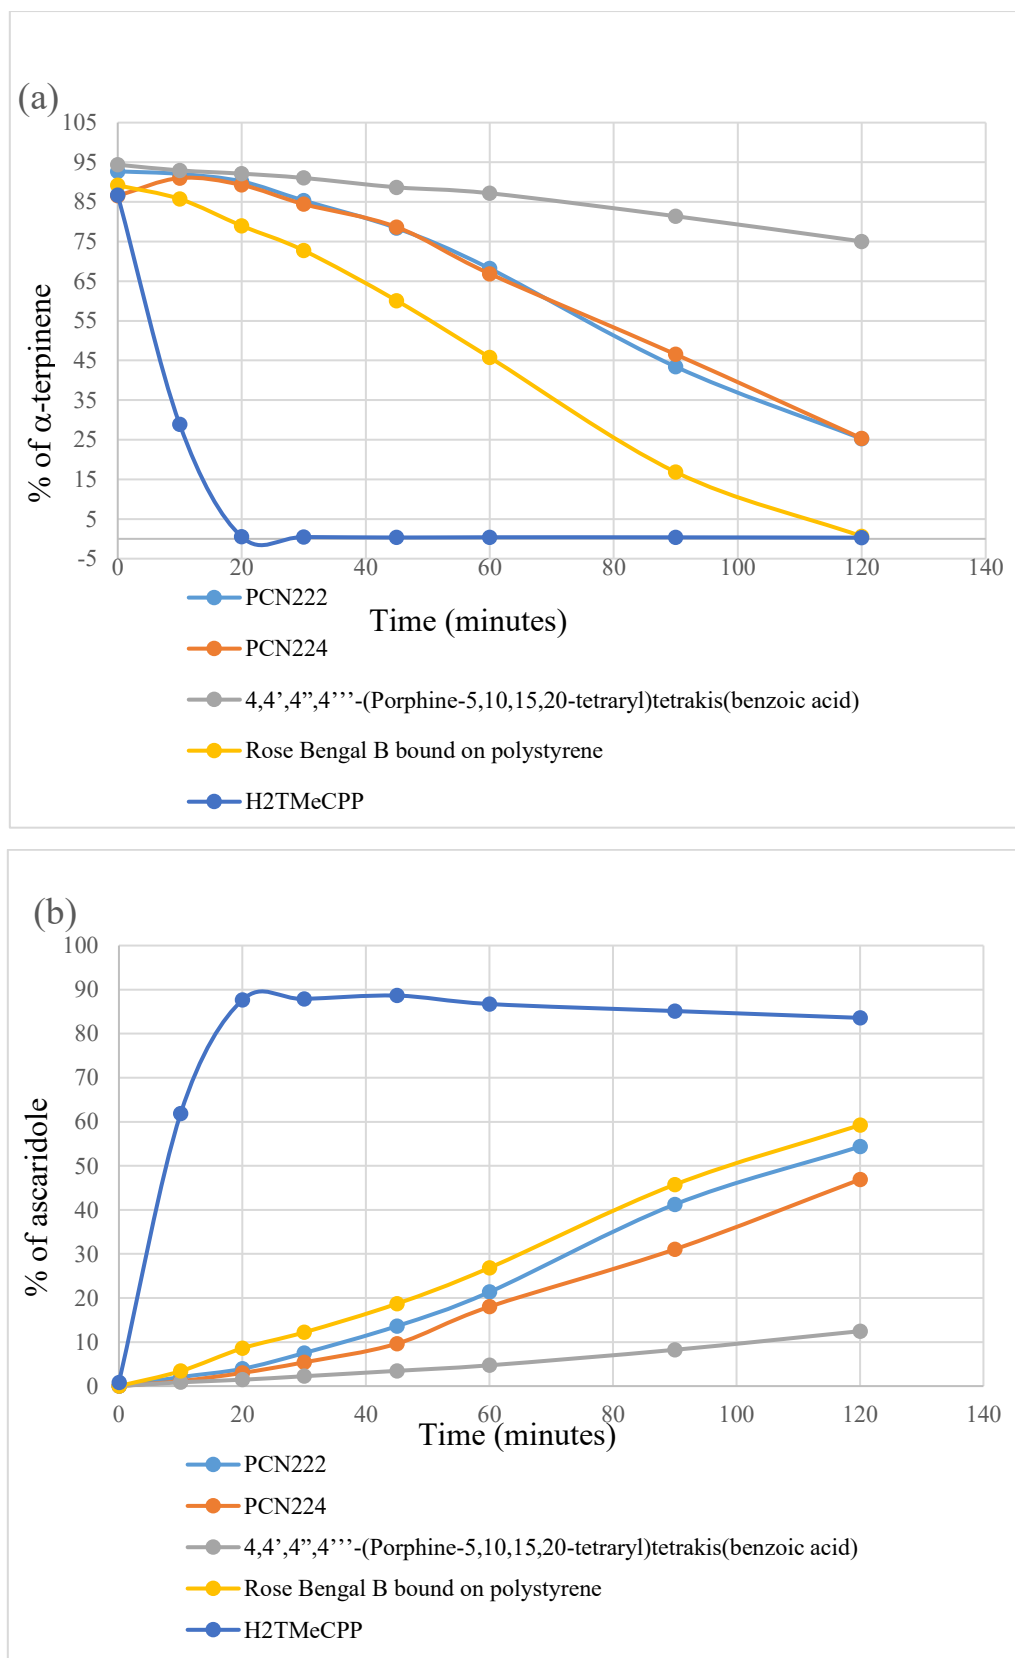 (a)
105
95
85
75
65
55
45
35
25
15
5
-5
% of α-terpinene
0 20 40 60 80 100 120 140
Time (minutes)
PCN222
PCN224
4,4’,4”,4’’’-(Porphine-5,10,15,20-tetraryl)tetrakis(benzoic acid)
Rose Bengal B bound on polystyrene
H2TMeCPP
(b)
100
90
80
70
60
50
40
30
20
10
0
% of ascaridole
0 20 40 60 80 100 120 140
Time (minutes)
PCN222
PCN224
4,4’,4”,4’’’-(Porphine-5,10,15,20-tetraryl)tetrakis(benzoic acid)
Rose Bengal B bound on polystyrene
H2TMeCPP